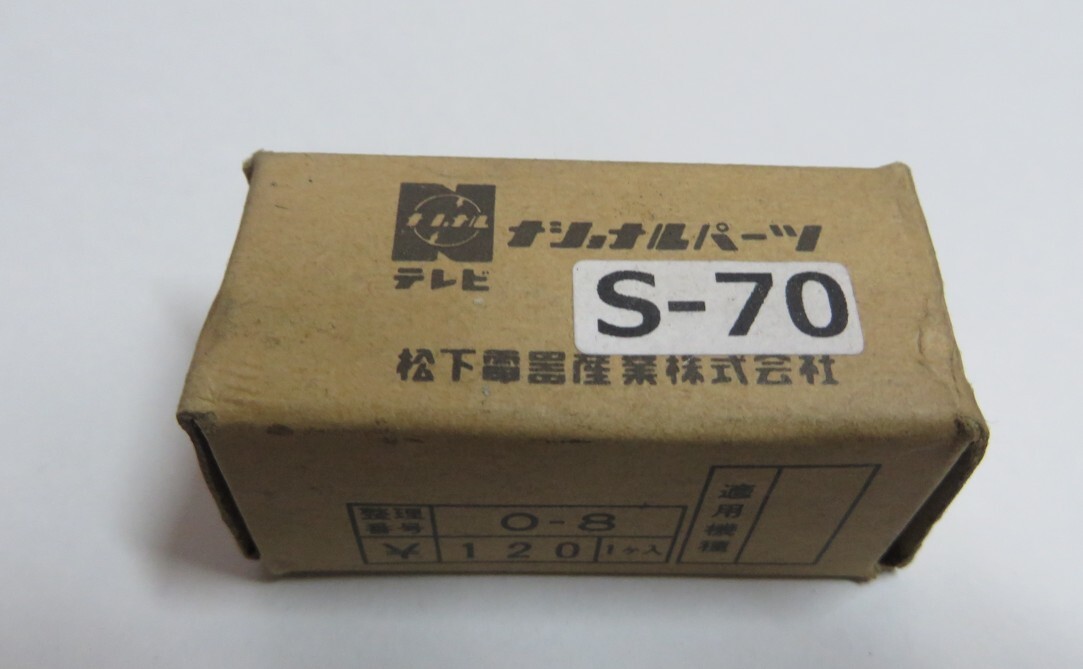 ナショナル ナショナルパーツ
テレビ
S-70
松下電器産業株式会社
整理番号 O-8
¥ 120 1ヶ入
適用機種